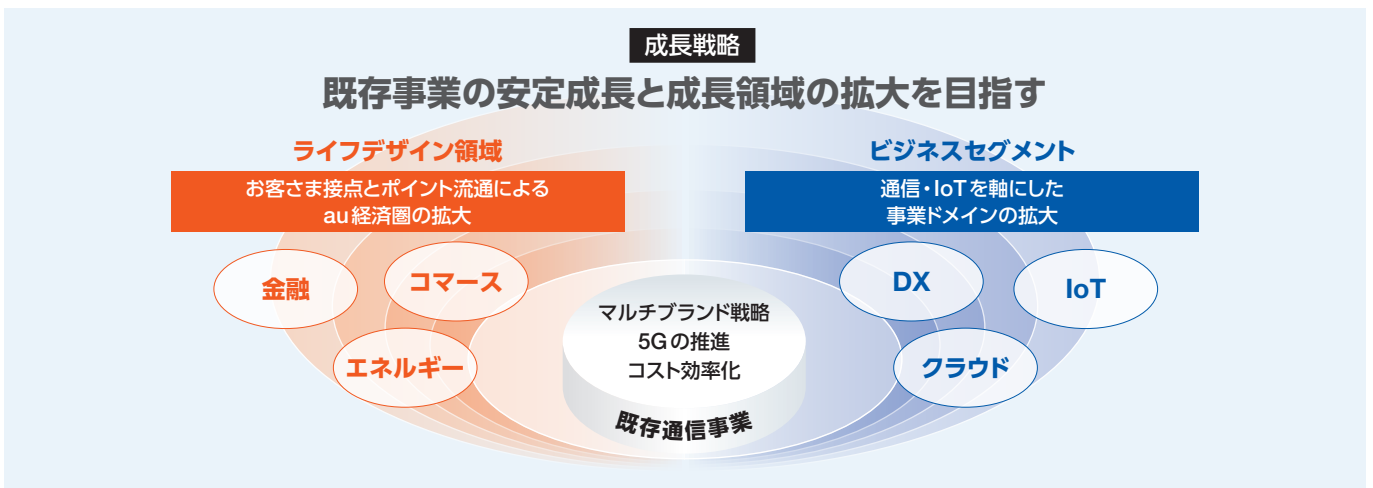 成長戦略
既存事業の安定成長と成長領域の拡大を目指す
ライフデザイン領域
お客さま接点とポイント流通による
au経済圏の拡大
金融
コマース
エネルギー
マルチブランド戦略
5Gの推進
コスト効率化
既存通信事業
ビジネスセグメント
通信・IoTを軸にした
事業ドメインの拡大
DX
IoT
クラウド